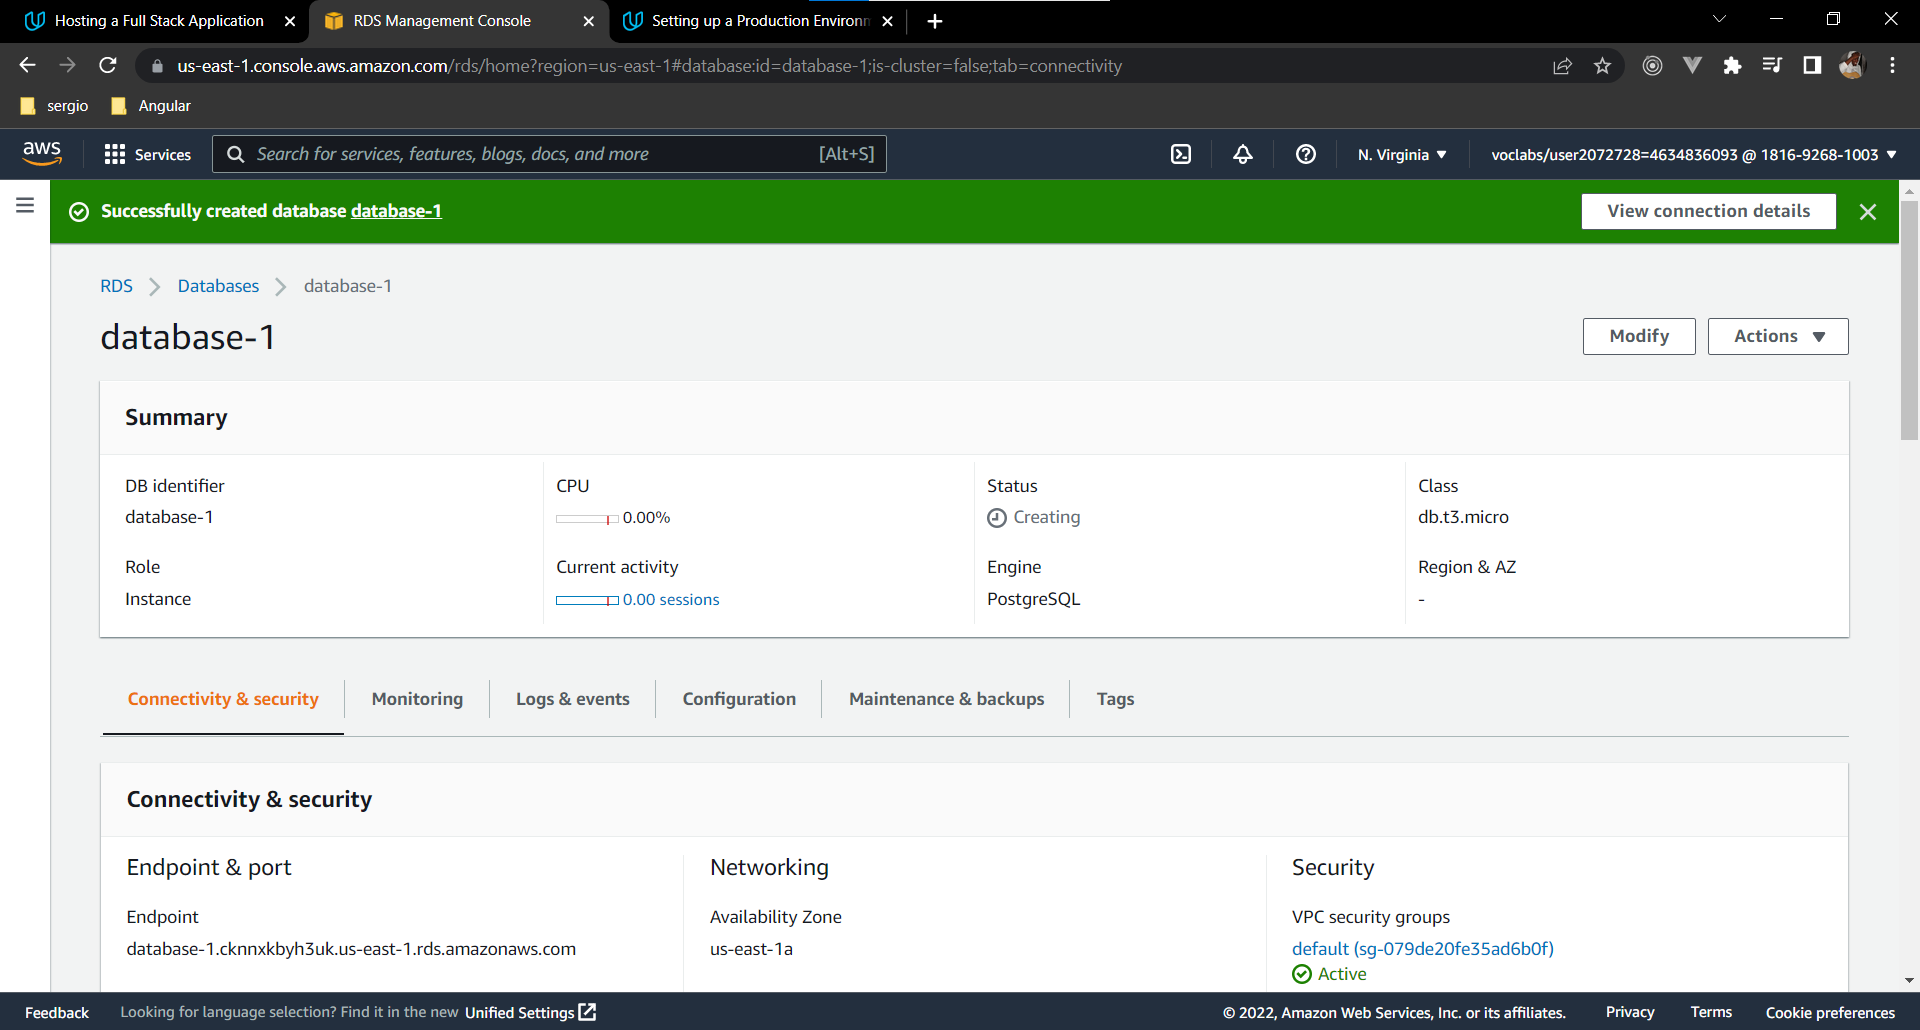 Hosting a Full Stack Application
RDS Management Console
Setting up a Production Environm
us-east-1.console.aws.amazon.com/rds/home?region=us-east-1#database:id=database-1;is-cluster=false;tab=connectivity
sergio
Angular
aws
Services
Search for services, features, blogs, docs, and more
[Alt+S]
N. Virginia
voclabs/user2072728=4634836093 @ 1816-9268-1003
Successfully created database database-1
View connection details
RDS
Databases
database-1
database-1
Modify
Actions
Summary
DB identifier
database-1
CPU
0.00%
Status
Creating
Class
db.t3.micro
Role
Instance
Current activity
0.00 sessions
Engine
PostgreSQL
Region & AZ
-
Connectivity & security
Monitoring
Logs & events
Configuration
Maintenance & backups
Tags
Connectivity & security
Endpoint & port
Endpoint
database-1.cknnxkbyh3uk.us-east-1.rds.amazonaws.com
Networking
Availability Zone
us-east-1a
Security
VPC security groups
default (sg-079de20fe35ad6b0f)
Active
Feedback
Looking for language selection? Find it in the new Unified Settings
© 2022, Amazon Web Services, Inc. or its affiliates.
Privacy
Terms
Cookie preferences